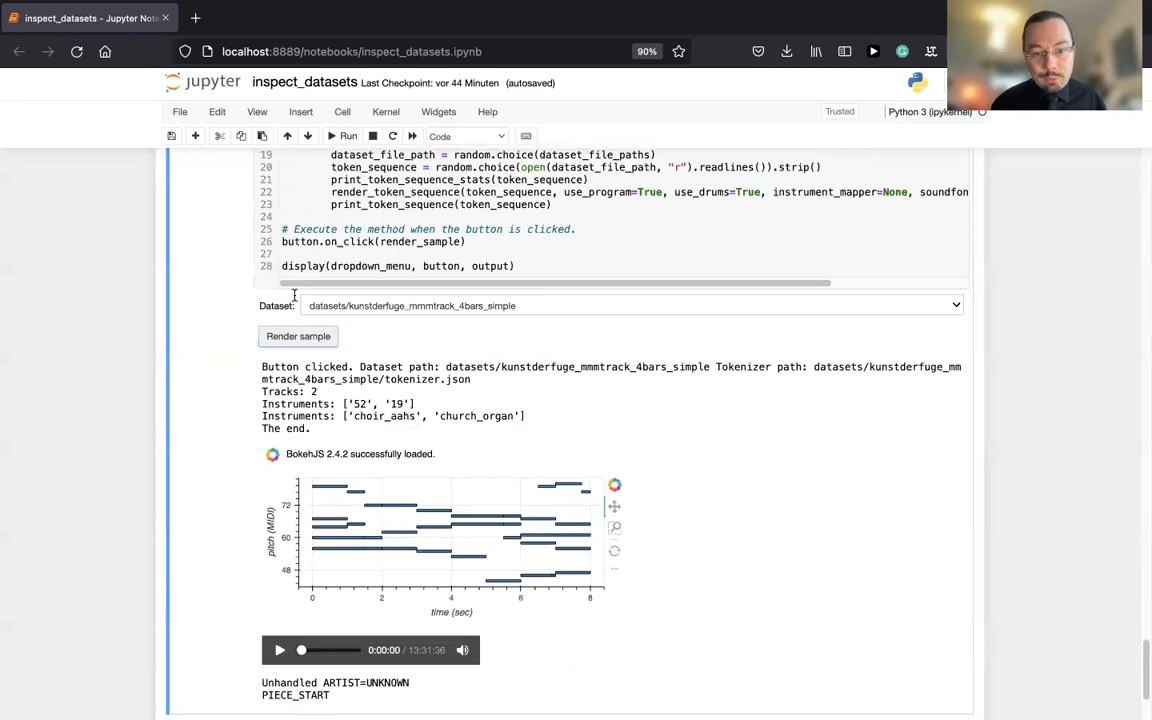 inspect_datasets - Jupyter Note
localhost:8889/notebooks/inspect_datasets.ipynb
90%
jupyter inspect_datasets Last Checkpoint: vor 44 Minuten (autosaved)
File Edit View Insert Cell Kernel Widgets Help Trusted Python 3 (ipykernel)
Run Code
19 dataset_file_path = random.choice(dataset_file_paths)
20 token_sequence = random.choice(open(dataset_file_path, "r").readlines()).strip()
21 print_token_sequence_stats(token_sequence)
22 render_token_sequence(token_sequence, use_program=True, use_drums=True, instrument_mapper=None, soundfon
23 print_token_sequence(token_sequence)
24
25 # Execute the method when the button is clicked.
26 button.on_click(render_sample)
27
28 display(dropdown_menu, button, output)
Dataset: datasets/kunstderfuge_mmmtrack_4bars_simple
Render sample
Button clicked. Dataset path: datasets/kunstderfuge_mmmtrack_4bars_simple Tokenizer path: datasets/kunstderfuge_mm
mtrack_4bars_simple/tokenizer.json
Tracks: 2
Instruments: ['52', '19']
Instruments: ['choir_aahs', 'church_organ']
The end.
BokehJS 2.4.2 successfully loaded.
72
60
48
pitch (MIDI)
0 2 4 6 8
time (sec)
0:00:00 / 13:31:36
Unhandled ARTIST=UNKNOWN
PIECE_START